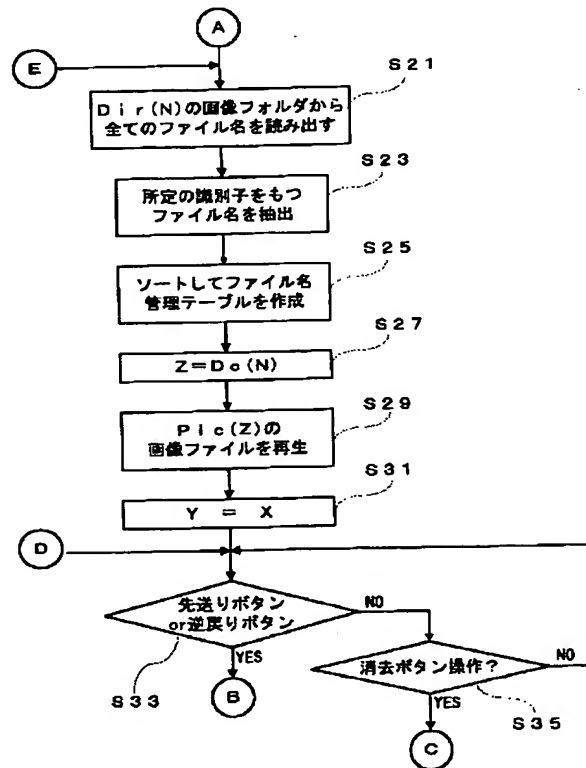 A
E
S21
Dir(N)の画像フォルダから
全てのファイル名を読み出す
S23
所定の識別子をもつ
ファイル名を抽出
S25
ソートしてファイル名
管理テーブルを作成
S27
Z=Dc(N)
S29
Pic(Z)の
画像ファイルを再生
S31
Y = X
D
先送りボタン
or逆戻りボタン
NO
YES
S33
B
消去ボタン操作?
NO
YES
S35
C